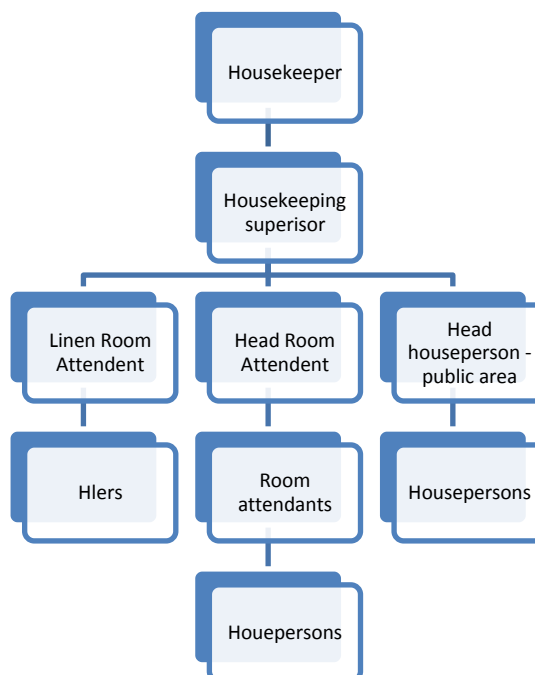 Housekeeper
Housekeeping
superisor
Linen Room
Attendent
Head Room
Attendent
Head
houseperson -
public area
Hlers
Room
attendants
Housepersons
Houepersons